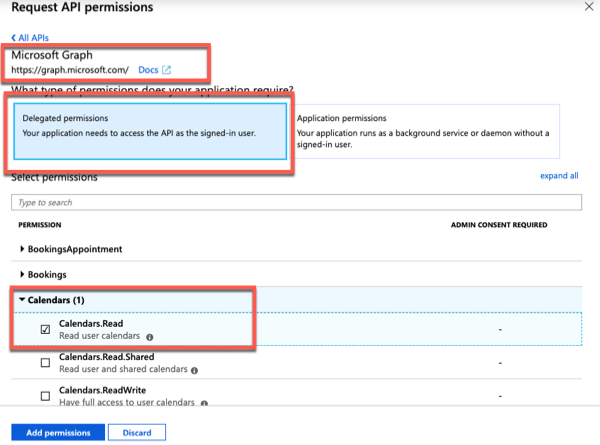 Request API permissions
All APIs
Microsoft Graph
https://graph.microsoft.com/ Docs
What type of permissions does your application require?
Delegated permissions
Your application needs to access the API as the signed-in user.
Application permissions
Your application runs as a background service or daemon without a
signed-in user.
Select permissions
expand all
Type to search
PERMISSION
ADMIN CONSENT REQUIRED
BookingsAppointment
Bookings
Calendars (1)
Calendars.Read
Read user calendars
-
Calendars.Read.Shared
Read user and shared calendars
-
Calendars.ReadWrite
Have full access to user calendars
-
Add permissions
Discard